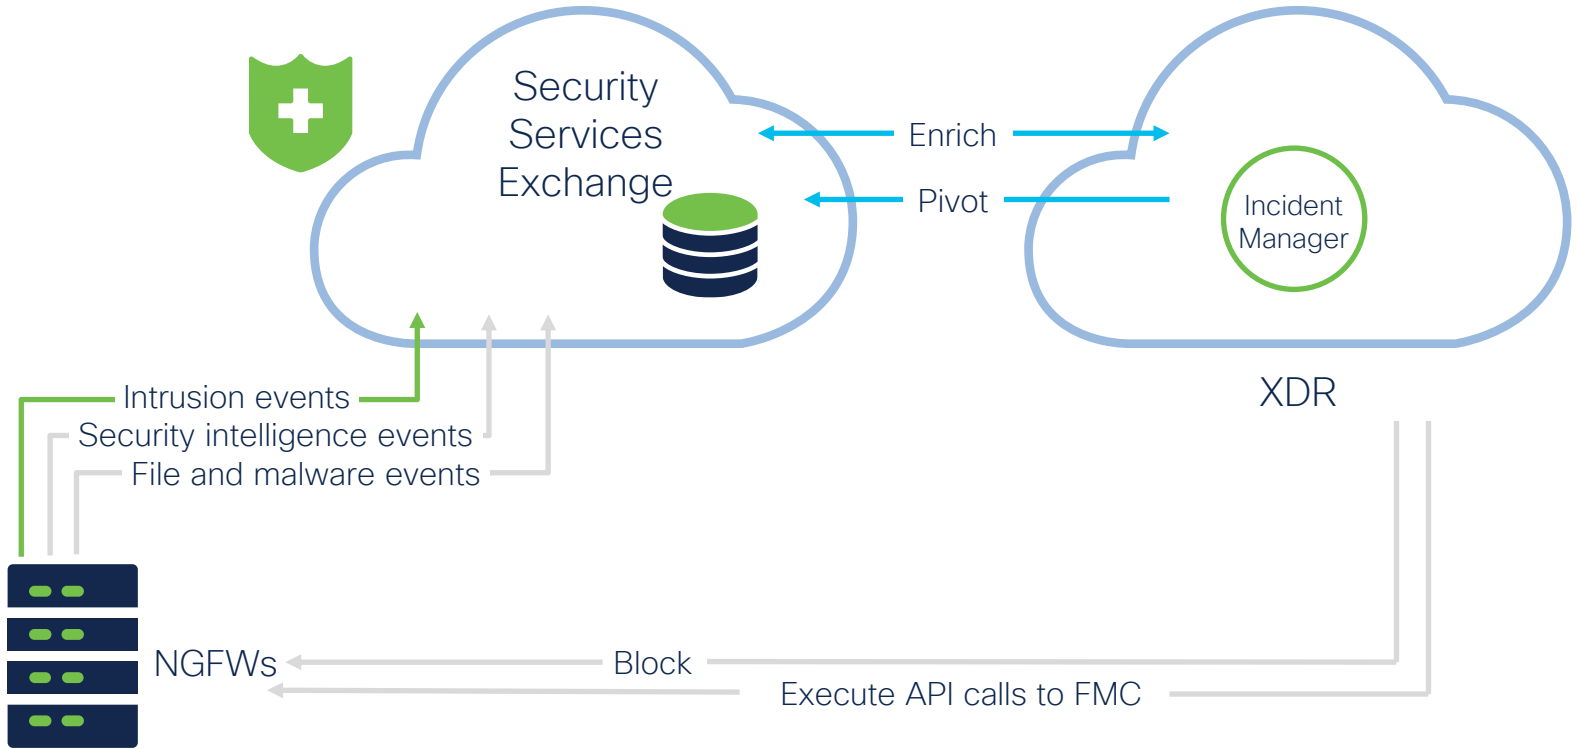 Security
Services
Exchange
Enrich
Pivot
Incident
Manager
XDR
Intrusion events
Security intelligence events
File and malware events
NGFWs
Block
Execute API calls to FMC